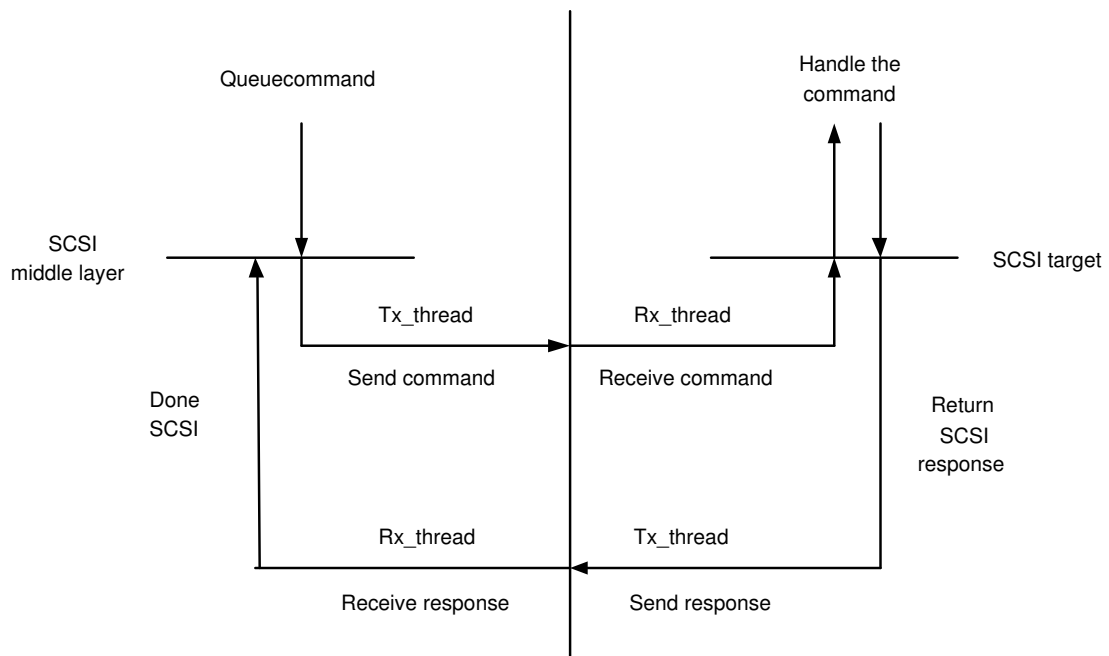 Queuecommand
Handle the
command
SCSI
middle layer
SCSI target
Tx_thread
Rx_thread
Send command
Receive command
Done
SCSI
Return
SCSI
response
Rx_thread
Tx_thread
Receive response
Send response